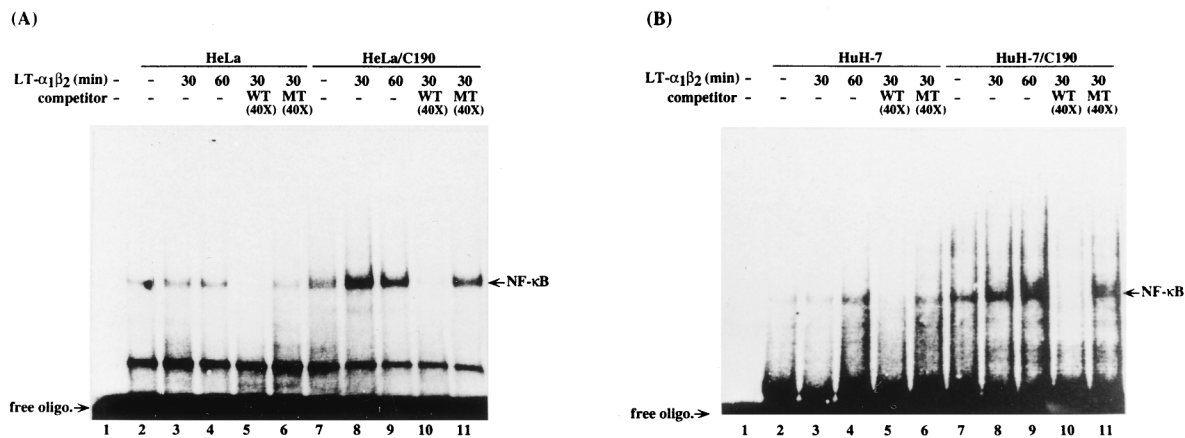 (A)
HeLa HeLa/C190
LT-α1β2 (min) - - 30 60 30 30 - 30 60 30 30
competitor - - - - WT MT - - - WT MT
(40X) (40X) (40X) (40X)
NF-κB
free oligo.
1 2 3 4 5 6 7 8 9 10 11
(B)
HuH-7 HuH-7/C190
LT-α1β2 (min) - - 30 60 30 30 - 30 60 30 30
competitor - - - - WT MT - - - WT MT
(40X) (40X) (40X) (40X)
NF-κB
free oligo.
1 2 3 4 5 6 7 8 9 10 11